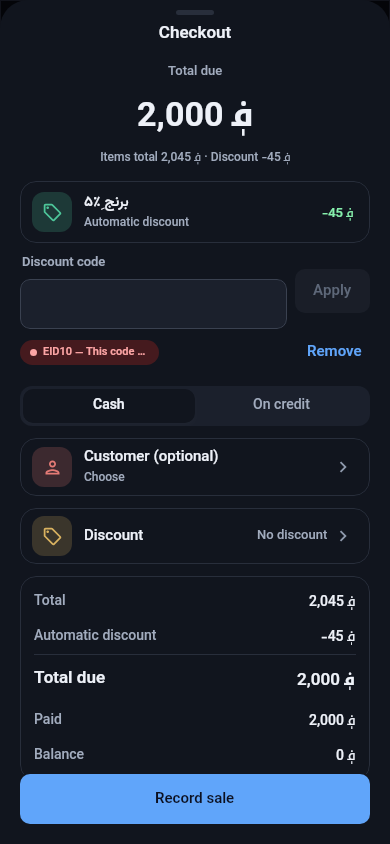 Checkout
Total due
2,000 ؋
Items total 2,045 ؋ · Discount -45 ؋
برنج ٪۵
Automatic discount
-45 ؋
Discount code
Apply
EID10 — This code …
Remove
Cash
On credit
Customer (optional)
Choose
Discount
No discount
Total
2,045 ؋
Automatic discount
-45 ؋
Total due
2,000 ؋
Paid
2,000 ؋
Balance
0 ؋
Record sale